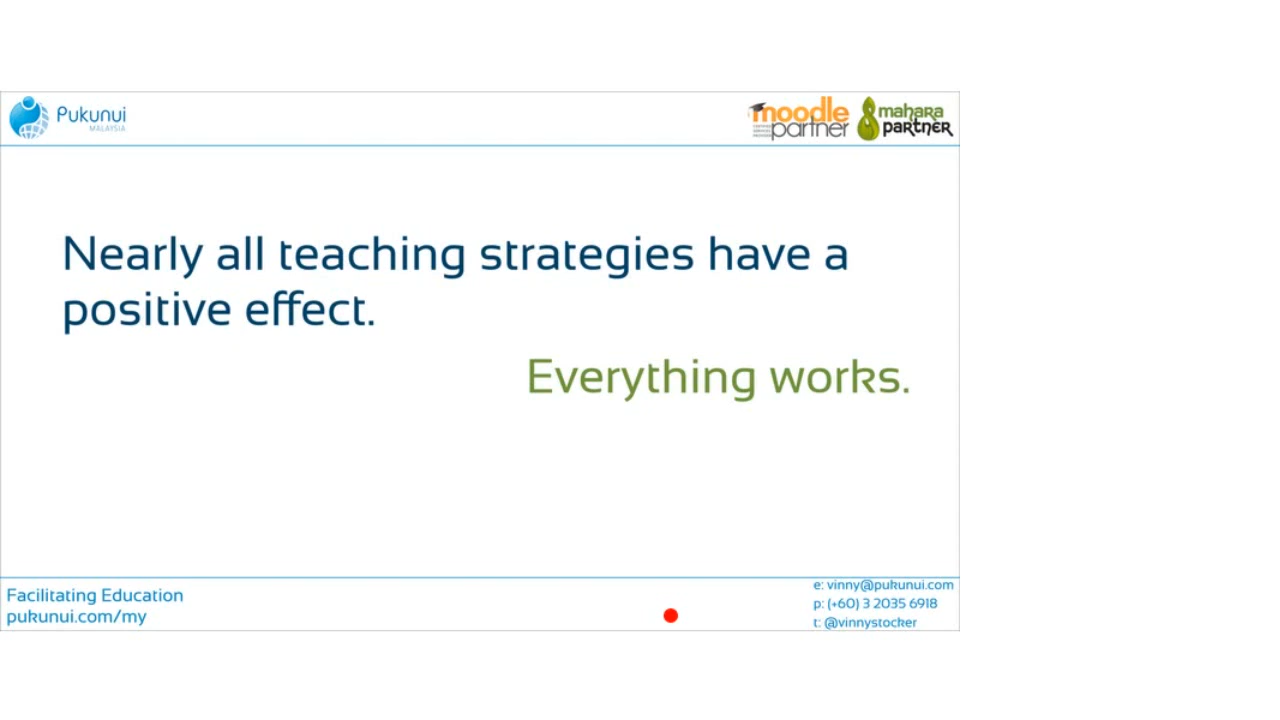 Pukunui
MALAYSIA
moodle
partner
mahara
partner
Nearly all teaching strategies have a
positive effect.
Everything works.
Facilitating Education
pukunui.com/my
e: vinny@pukunui.com
p: (+60) 3 2035 6918
t: @vinnystocker